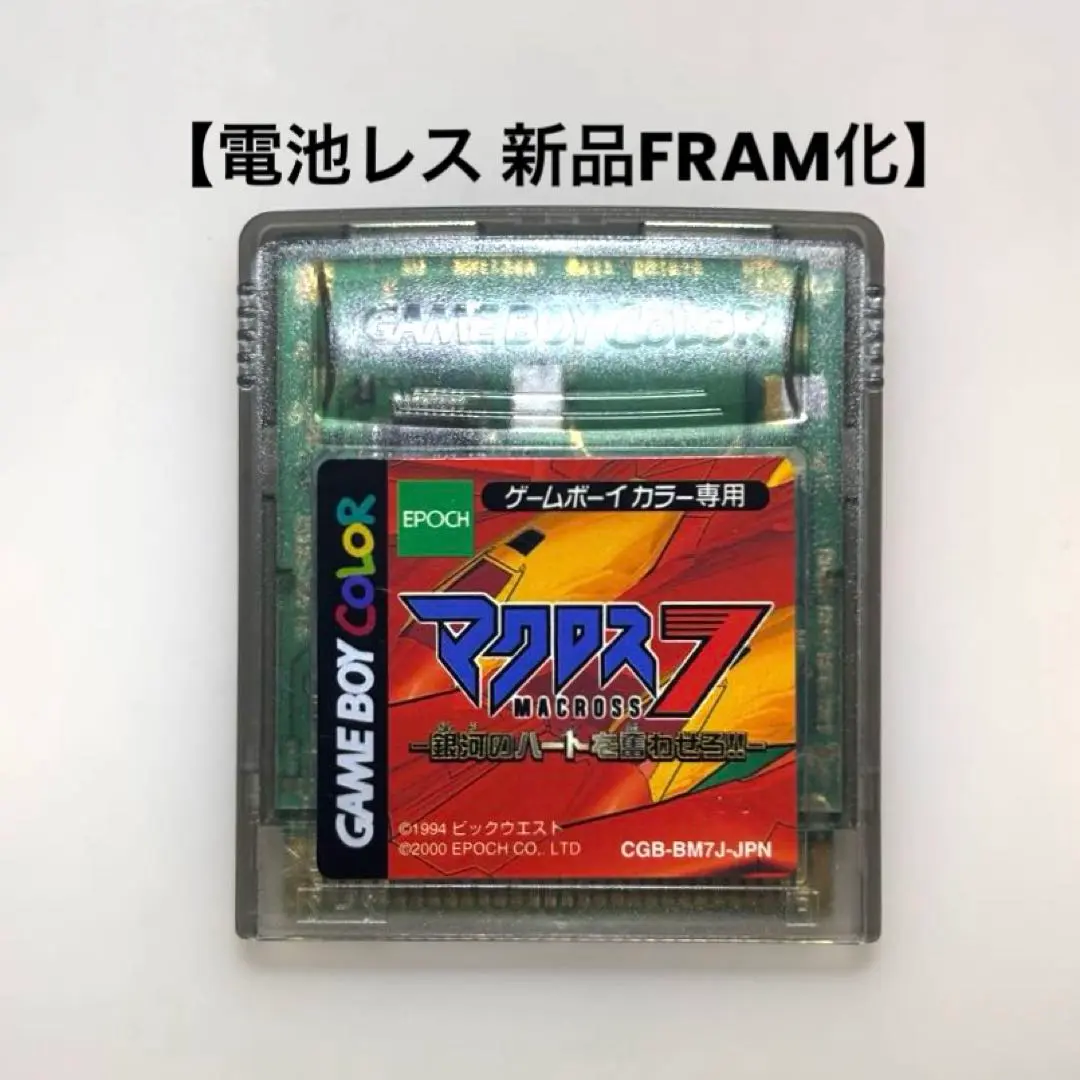 【電池レス 新品FRAM化】
GAME BOY COLOR
EPOCH
ゲームボーイカラー専用
GAME BOY COLOR
マクロス7
MACROSS
-銀河のハートを奮わせろ!!-
©1994 ビックウエスト
©2000 EPOCH CO,. LTD
CGB-BM7J-JPN